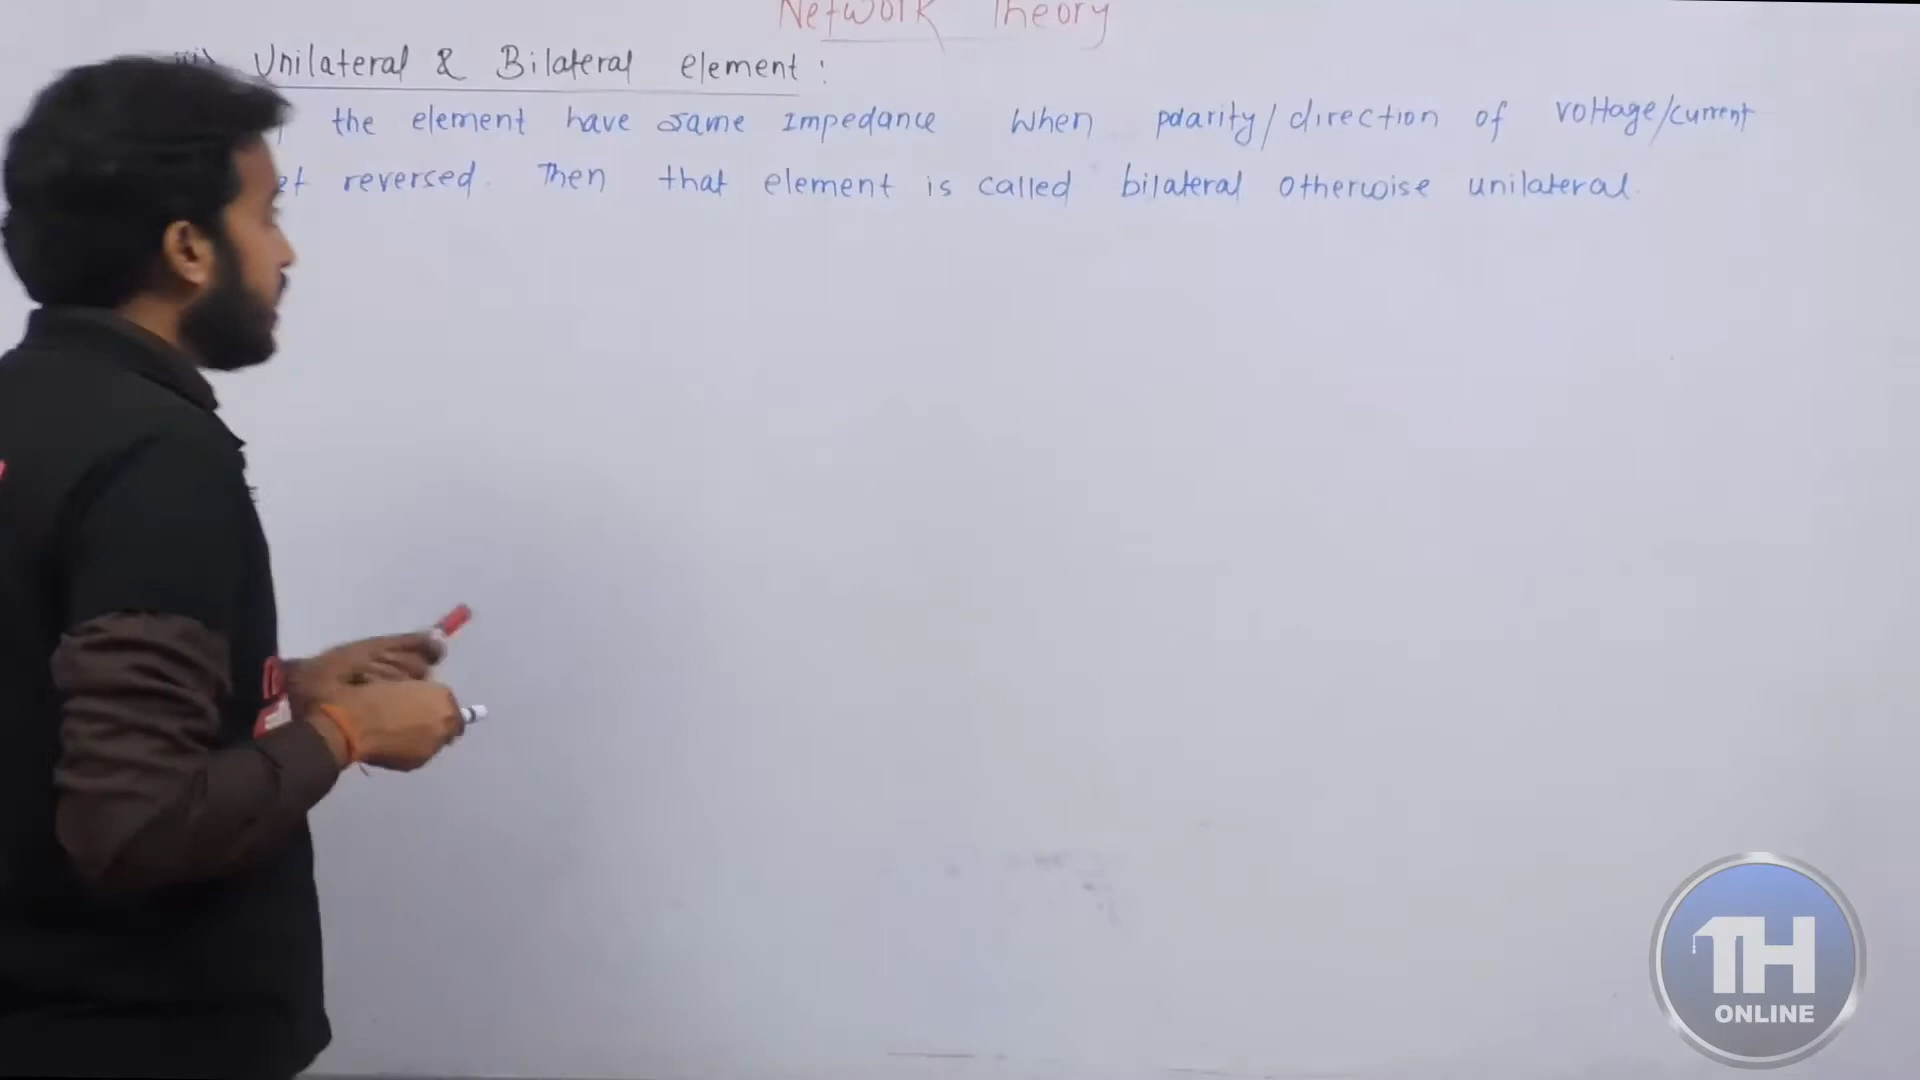 Network Theory
Unilateral & Bilateral element :
the element have same impedance when polarity/direction of voltage/current
reversed. Then that element is called bilateral otherwise unilateral.
TH
ONLINE